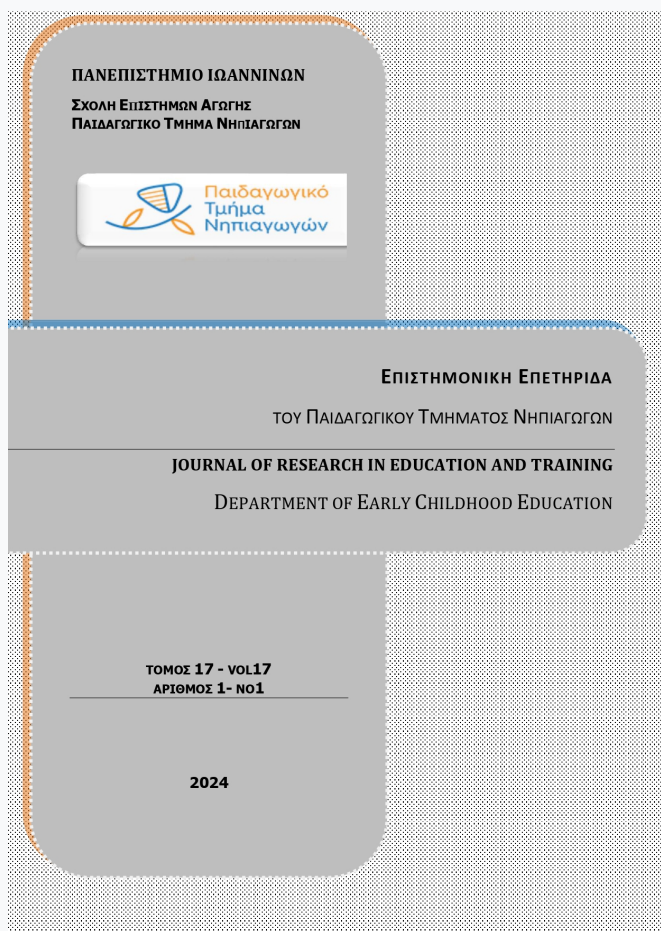 ΠΑΝΕΠΙΣΤΗΜΙΟ ΙΩΑΝΝΙΝΩΝ
ΣΧΟΛΗ ΕΠΙΣΤΗΜΩΝ ΑΓΩΓΗΣ
ΠΑΙΔΑΓΩΓΙΚΟ ΤΜΗΜΑ ΝΗΠΙΑΓΩΓΩΝ
Παιδαγωγικό
Τμήμα
Νηπιαγωγών
ΕΠΙΣΤΗΜΟΝΙΚΗ ΕΠΕΤΗΡΙΔΑ
ΤΟΥ ΠΑΙΔΑΓΩΓΙΚΟΥ ΤΜΗΜΑΤΟΣ ΝΗΠΙΑΓΩΓΩΝ
JOURNAL OF RESEARCH IN EDUCATION AND TRAINING
DEPARTMENT OF EARLY CHILDHOOD EDUCATION
ΤΟΜΟΣ 17 - VOL17
ΑΡΙΘΜΟΣ 1- NO1
2024